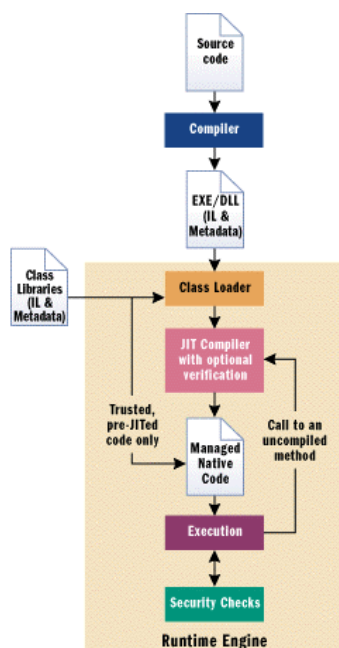 Source
code
Compiler
EXE/DLL
(IL &
Metadata)
Class
Libraries
(IL &
Metadata)
Class Loader
JIT Compiler
with optional
verification
Trusted,
pre-JITed
code only
Call to an
uncompiled
method
Managed
Native
Code
Execution
Security Checks
Runtime Engine